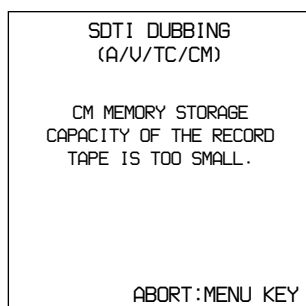 SDTI DUBBING
(A/V/TC/CM)
CM MEMORY STORAGE
CAPACITY OF THE RECORD
TAPE IS TOO SMALL.
ABORT:MENU KEY